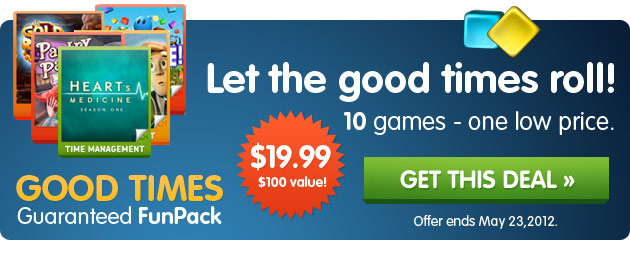 HEART's
MEDICINE
SEASON ONE
TIME MANAGEMENT
GOOD TIMES
Guaranteed FunPack
Let the good times roll!
10 games - one low price.
$19.99
$100 value!
GET THIS DEAL »
Offer ends May 23,2012.